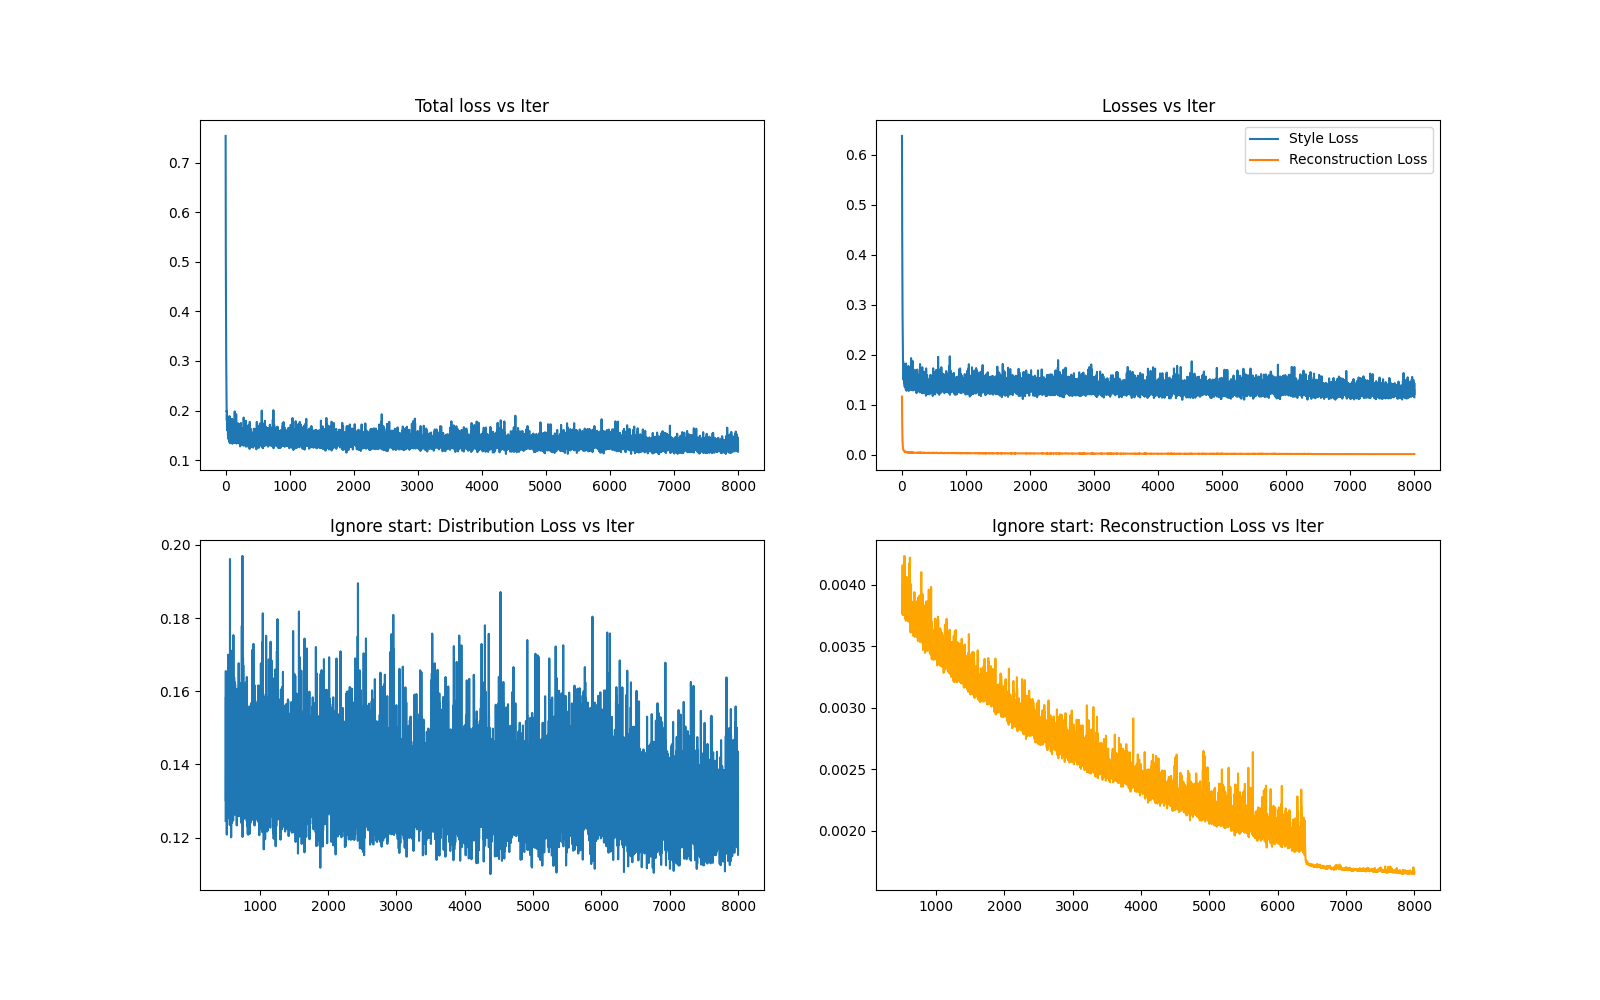 Total loss vs Iter
0.7
0.6
0.5
0.4
0.3
0.2
0.1
0 1000 2000 3000 4000 5000 6000 7000 8000
Losses vs Iter
Style Loss
Reconstruction Loss
0.6
0.5
0.4
0.3
0.2
0.1
0.0
0 1000 2000 3000 4000 5000 6000 7000 8000
Ignore start: Distribution Loss vs Iter
0.20
0.18
0.16
0.14
0.12
1000 2000 3000 4000 5000 6000 7000 8000
Ignore start: Reconstruction Loss vs Iter
0.0040
0.0035
0.0030
0.0025
0.0020
1000 2000 3000 4000 5000 6000 7000 8000